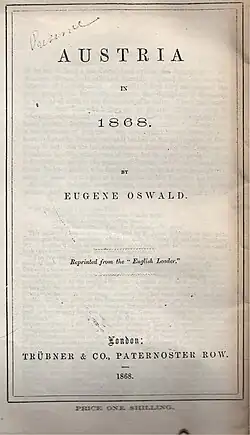 AUSTRIA
IN
1868.
BY
EUGENE OSWALD.
Reprinted from the "English Leader."
London:
TRÜBNER & CO., PATERNOSTER ROW.
1868.
PRICE ONE SHILLING.